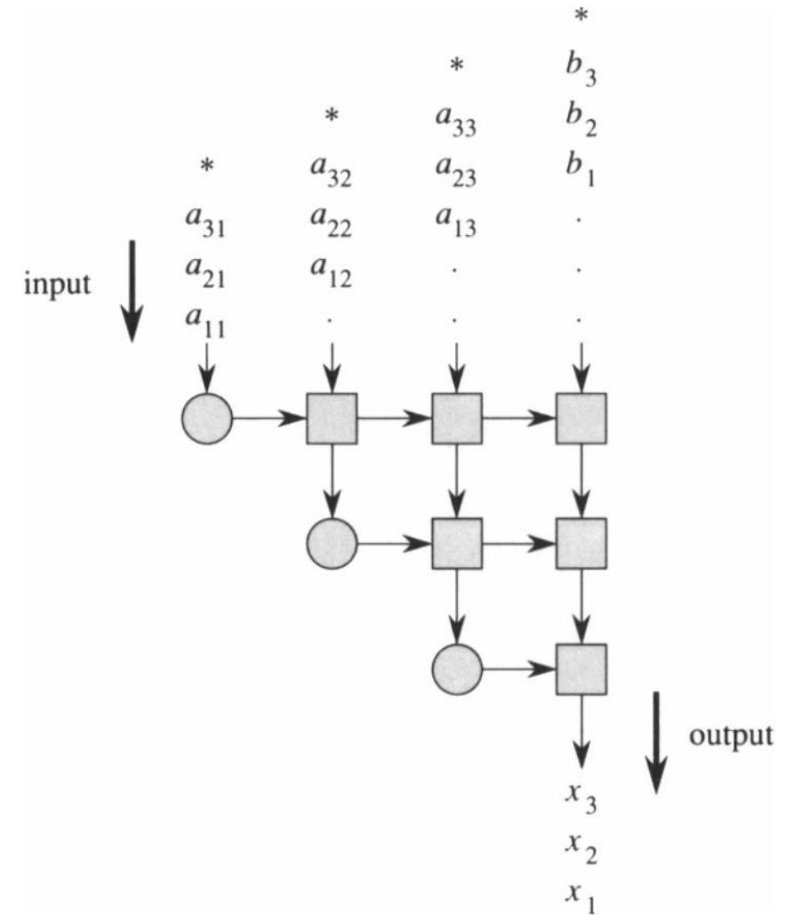 *
* b₃
* a₃₃ b₂
* a₃₂ a₂₃ b₁
a₃₁ a₂₂ a₁₃ .
input a₂₁ a₁₂ . .
a₁₁ . . .
output
x₃
x₂
x₁